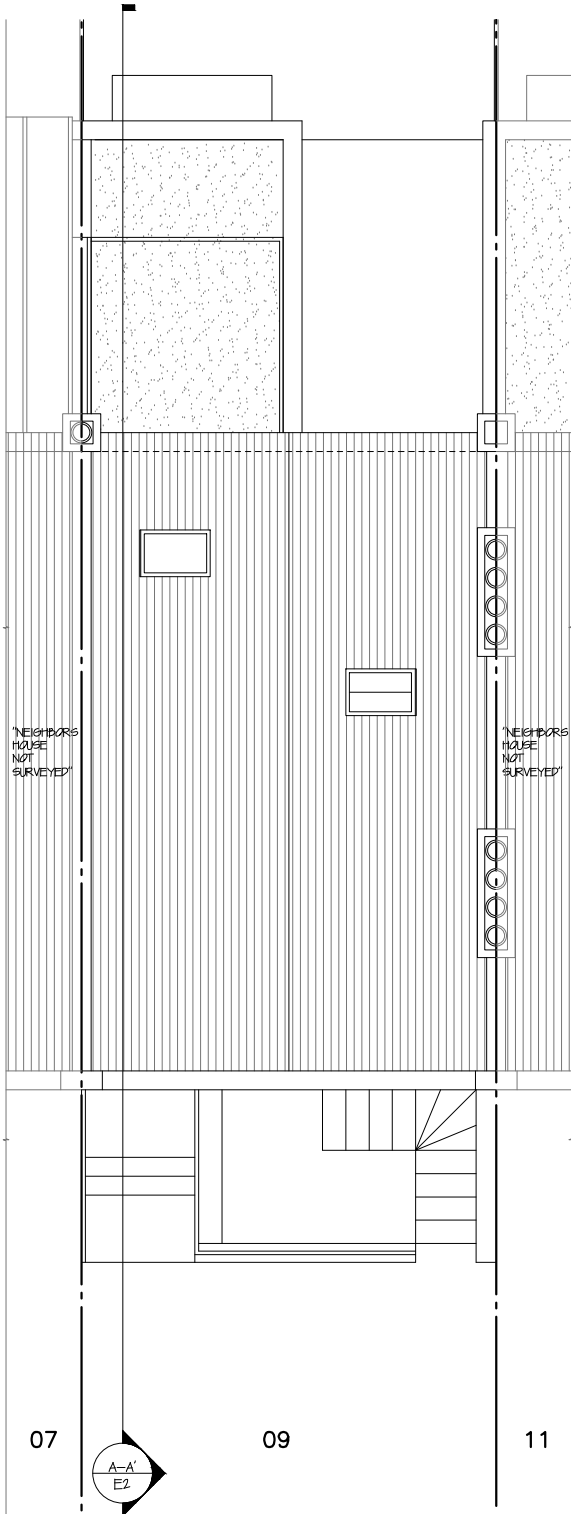 "NEIGHBORS
HOUSE
NOT
SURVEYED"
"NEIGHBORS
HOUSE
NOT
SURVEYED"
07
09
11
A-A'
E2